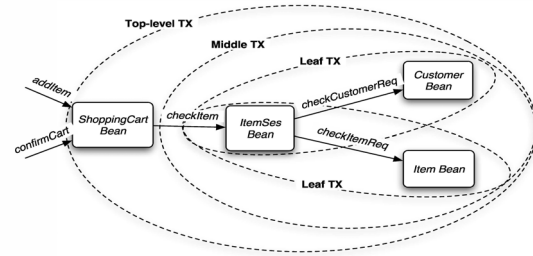 Top-level TX
Middle TX
Leaf TX
addItem
confirmCart
ShoppingCart
Bean
checkItem
ItemSes
Bean
checkCustomerReq
Customer
Bean
checkItemReq
Item Bean
Leaf TX